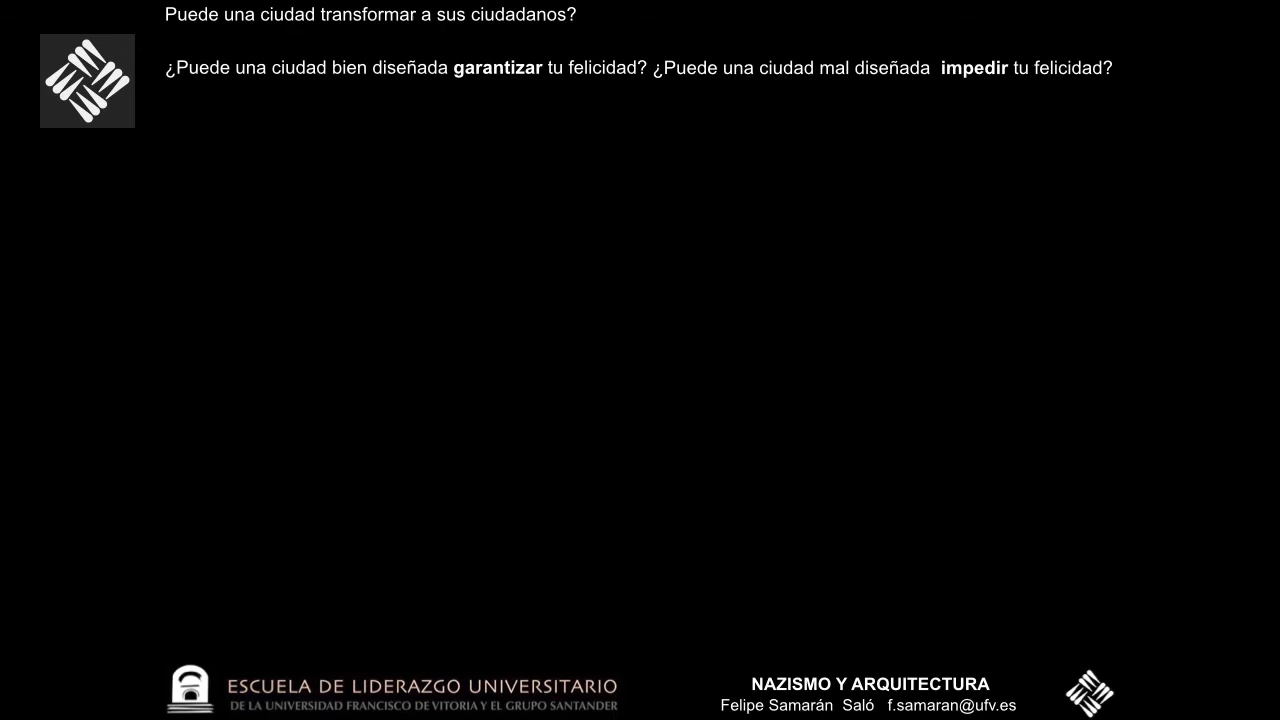 Puede una ciudad transformar a sus ciudadanos?
¿Puede una ciudad bien diseñada garantizar tu felicidad? ¿Puede una ciudad mal diseñada impedir tu felicidad?
ESCUELA DE LIDERAZGO UNIVERSITARIO
DE LA UNIVERSIDAD FRANCISCO DE VITORIA Y EL GRUPO SANTANDER
NAZISMO Y ARQUITECTURA
Felipe Samarán Saló f.samaran@ufv.es